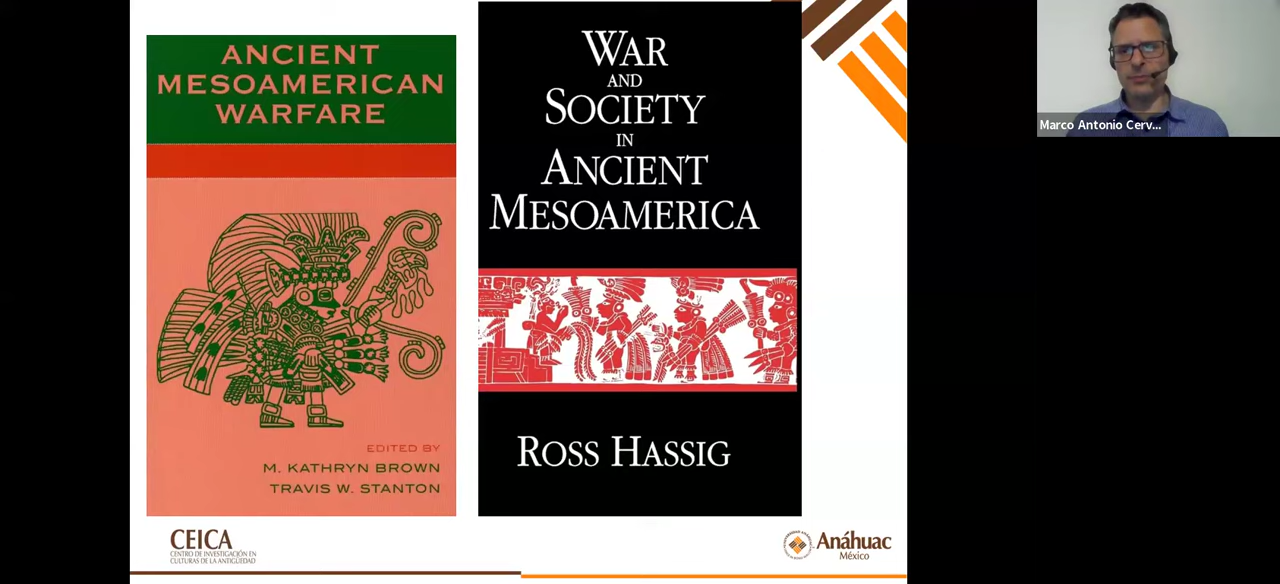 ANCIENT
MESOAMERICAN
WARFARE
EDITED BY
M. KATHRYN BROWN
TRAVIS W. STANTON
WAR
AND
SOCIETY
IN
ANCIENT
MESOAMERICA
ROSS HASSIG
CEICA
CENTRO DE INVESTIGACIÓN EN
CULTURAS DE LA ANTIGÜEDAD
Anáhuac
México
Marco Antonio Cerv...